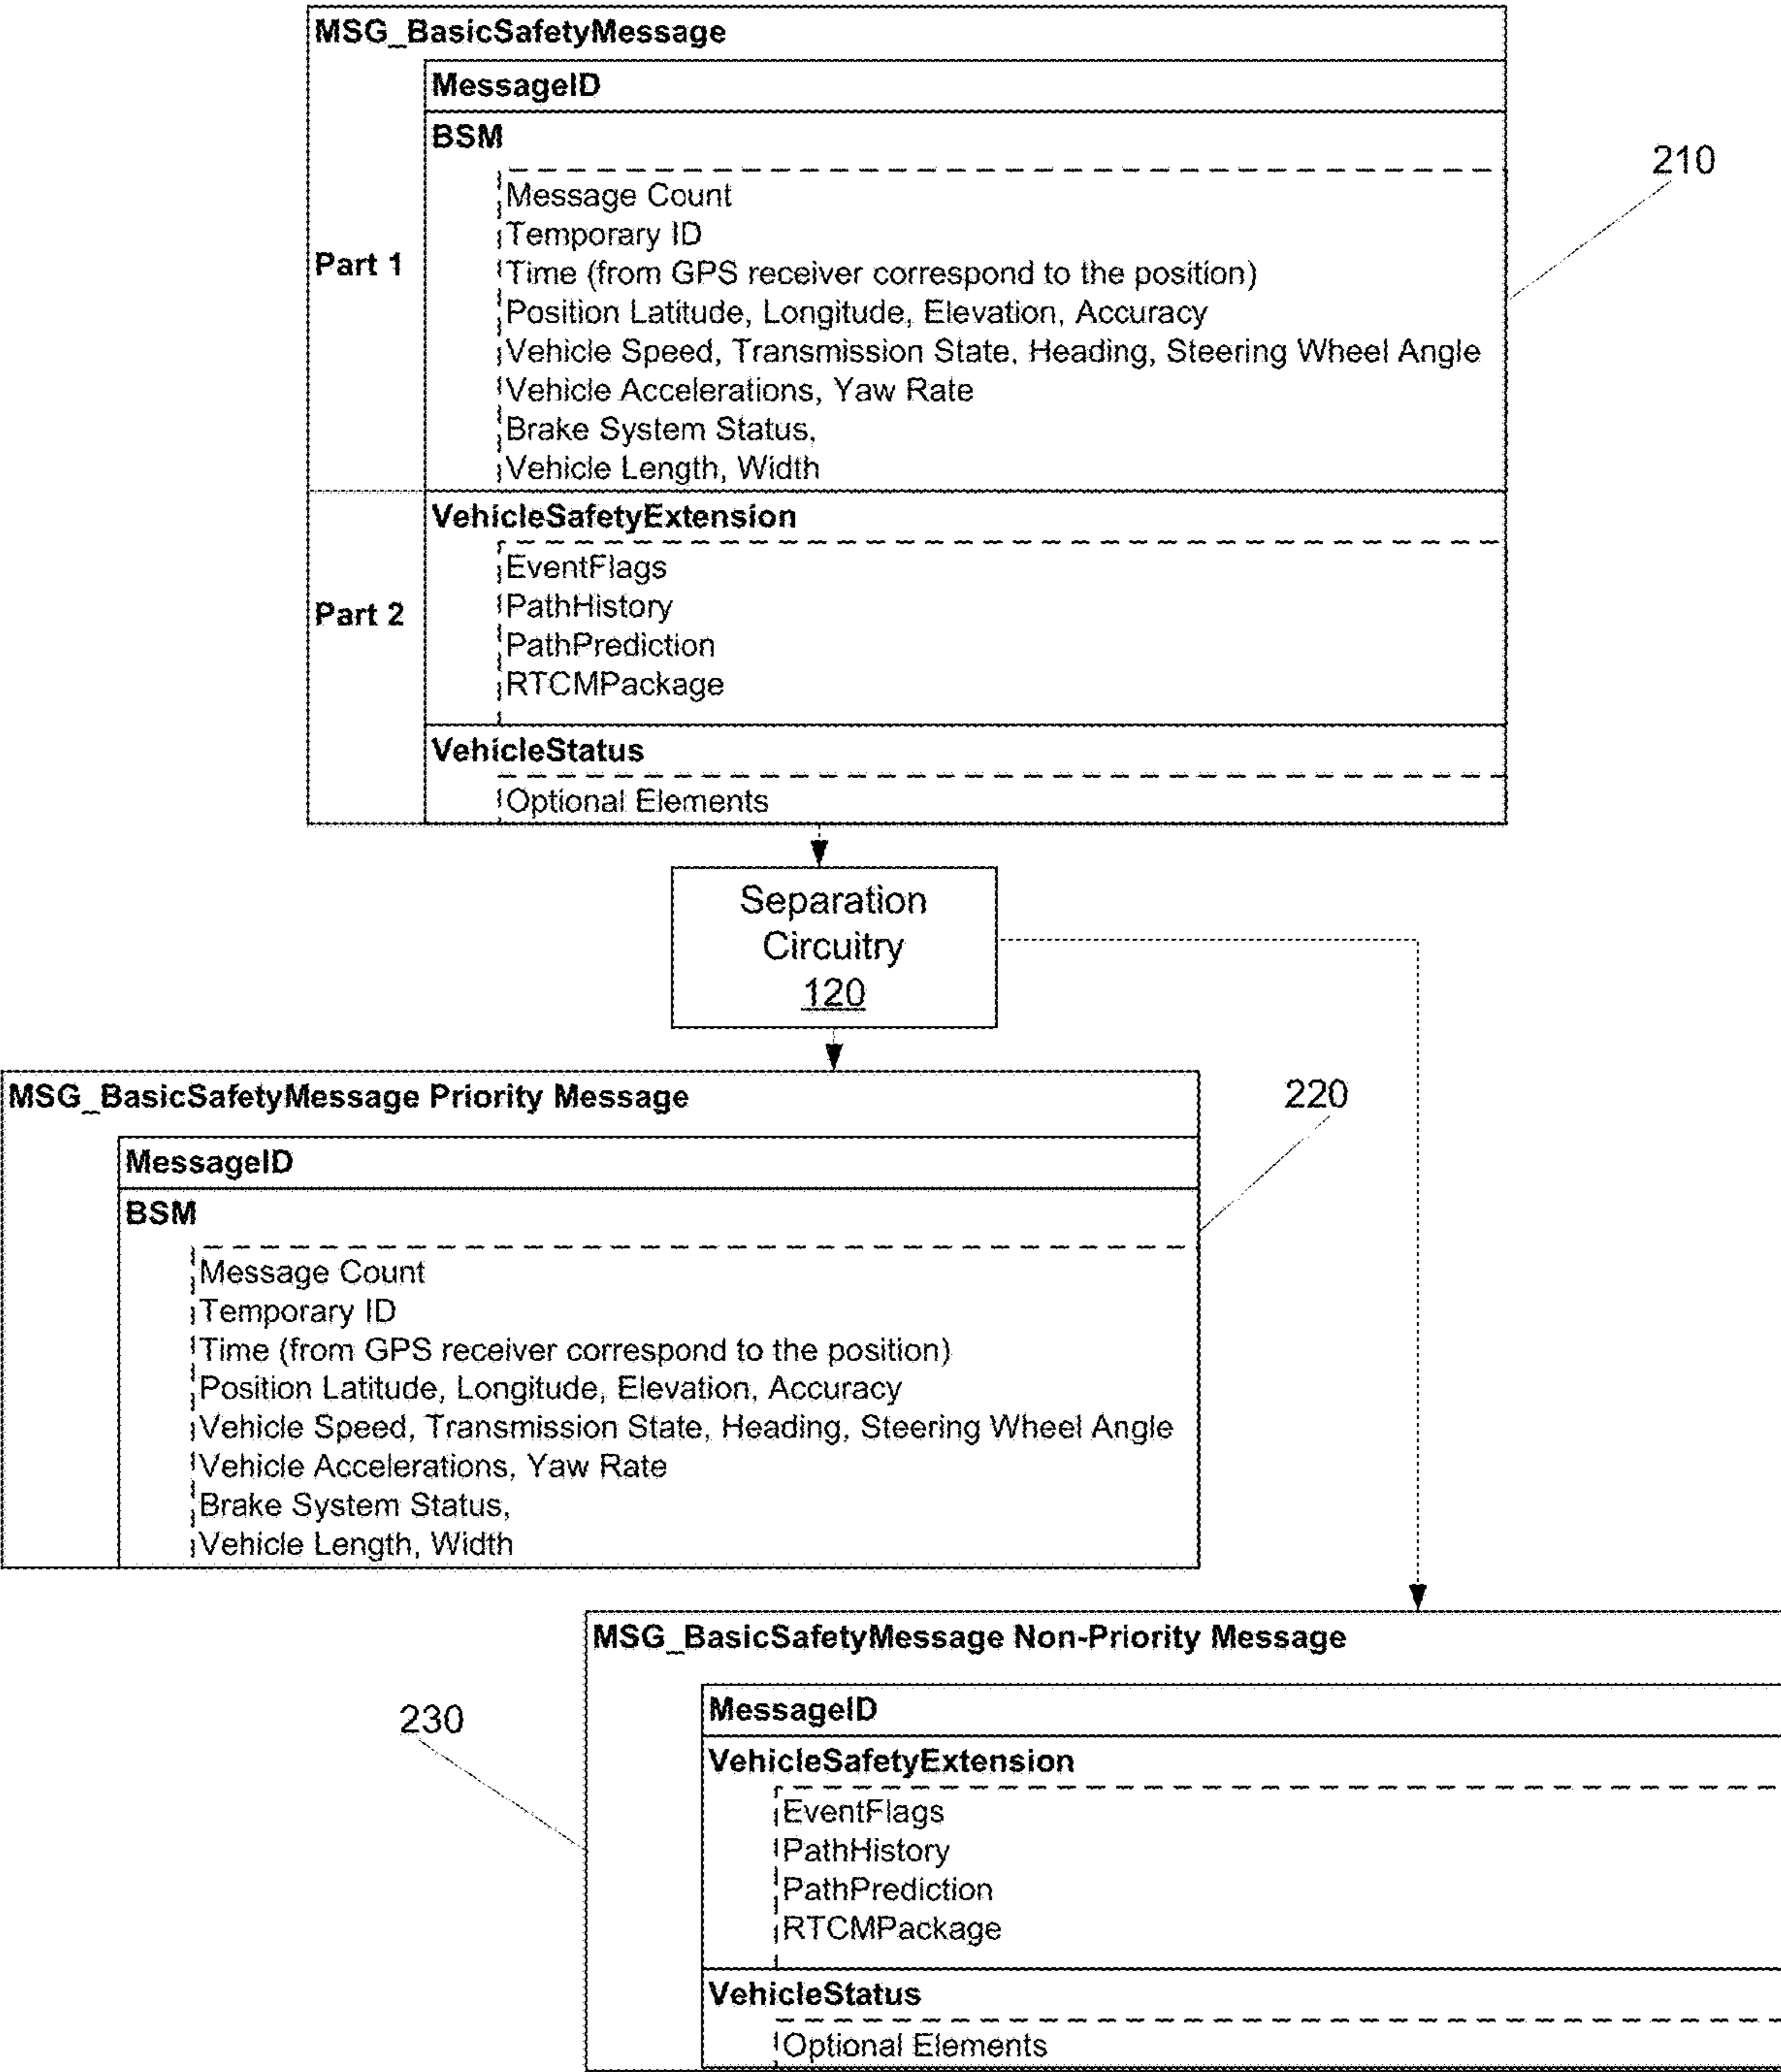 MSG_BasicSafetyMessage
MessageID
BSM
210
Message Count
Temporary ID
Part 1
Time (from GPS receiver correspond to the position)
Position Latitude, Longitude, Elevation, Accuracy
Vehicle Speed, Transmission State, Heading, Steering Wheel Angle
Vehicle Accelerations, Yaw Rate
Brake System Status,
Vehicle Length, Width
VehicleSafetyExtension
EventFlags
Part 2
PathHistory
PathPrediction
RTCMPackage
VehicleStatus
Optional Elements
Separation
Circuitry
120
MSG_BasicSafetyMessage Priority Message
220
MessageID
BSM
Message Count
Temporary ID
Time (from GPS receiver correspond to the position)
Position Latitude, Longitude, Elevation, Accuracy
Vehicle Speed, Transmission State, Heading, Steering Wheel Angle
Vehicle Accelerations, Yaw Rate
Brake System Status,
Vehicle Length, Width
MSG_BasicSafetyMessage Non-Priority Message
230
MessageID
VehicleSafetyExtension
EventFlags
PathHistory
PathPrediction
RTCMPackage
VehicleStatus
Optional Elements